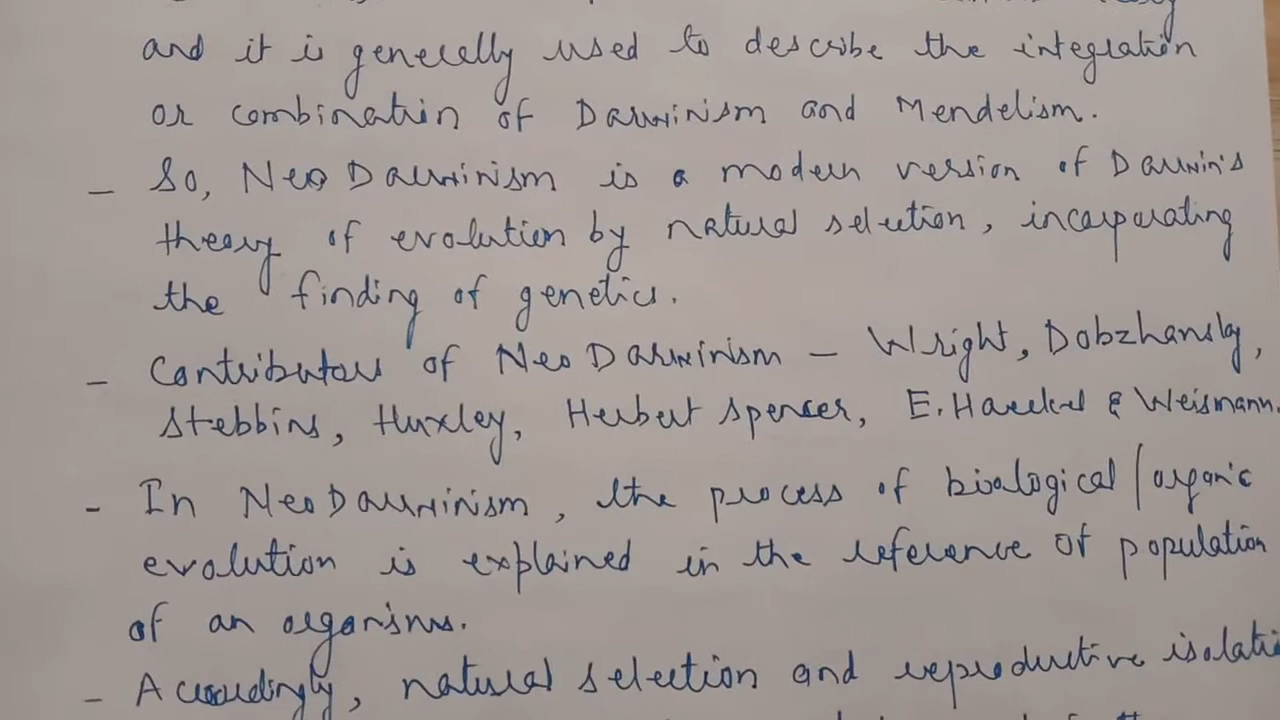 and it is generally used to describe the integration
or combination of Darwinism and Mendelism.
- So, Neo Darwinism is a modern version of Darwin's
theory of evolution by natural selection, incorporating
the finding of genetics.
- Contributors of Neo Darwinism - Wright, Dobzhansky,
Stebbins, Huxley, Herbert Spencer, E. Haeckel & Weismann.
- In Neo Darwinism, the process of biological / organic
evolution is explained in the reference of population
of an organisms.
- Accordingly, natural selection and reproductive isolati